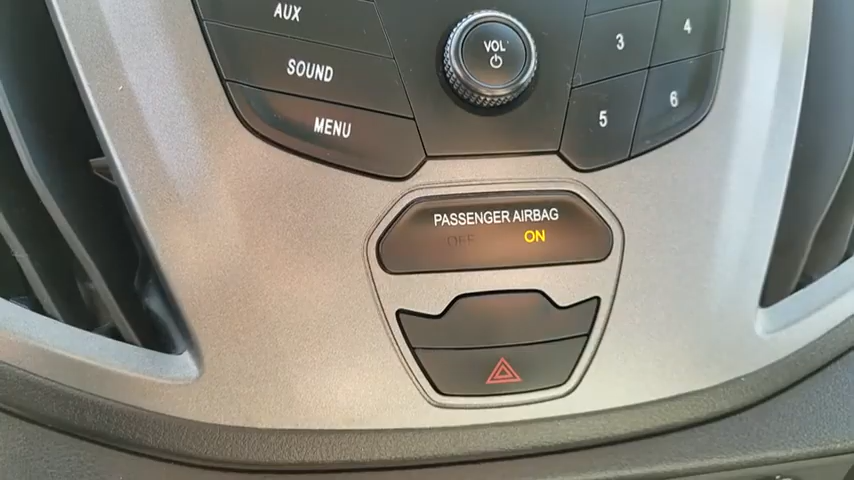 AUX
SOUND
MENU
VOL
3
4
5
6
PASSENGER AIRBAG
OFF ON